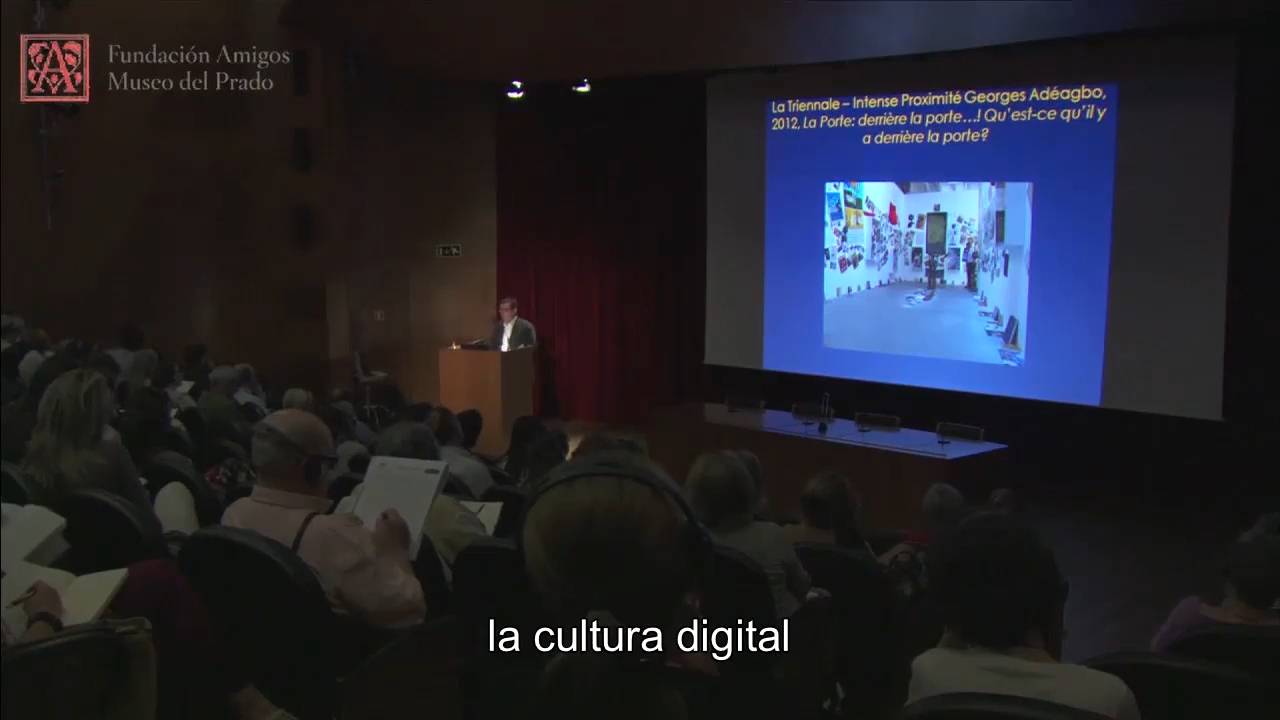 Fundación Amigos
Museo del Prado
La Triennale – Intense Proximité Georges Adéagbo,
2012, La Porte: derrière la porte…! Qu'est-ce qu'il y
a derrière la porte?
la cultura digital